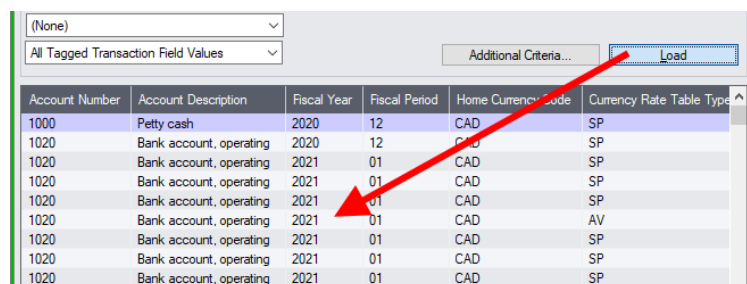 (None)
All Tagged Transaction Field Values
Additional Criteria... Load
Account Number Account Description Fiscal Year Fiscal Period Home Currency Code Currency Rate Table Type
1000 Petty cash 2020 12 CAD SP
1020 Bank account, operating 2020 12 CAD SP
1020 Bank account, operating 2021 01 CAD SP
1020 Bank account, operating 2021 01 CAD SP
1020 Bank account, operating 2021 01 CAD SP
1020 Bank account, operating 2021 01 CAD AV
1020 Bank account, operating 2021 01 CAD SP
1020 Bank account, operating 2021 01 CAD SP
1020 Bank account, operating 2021 01 CAD SP